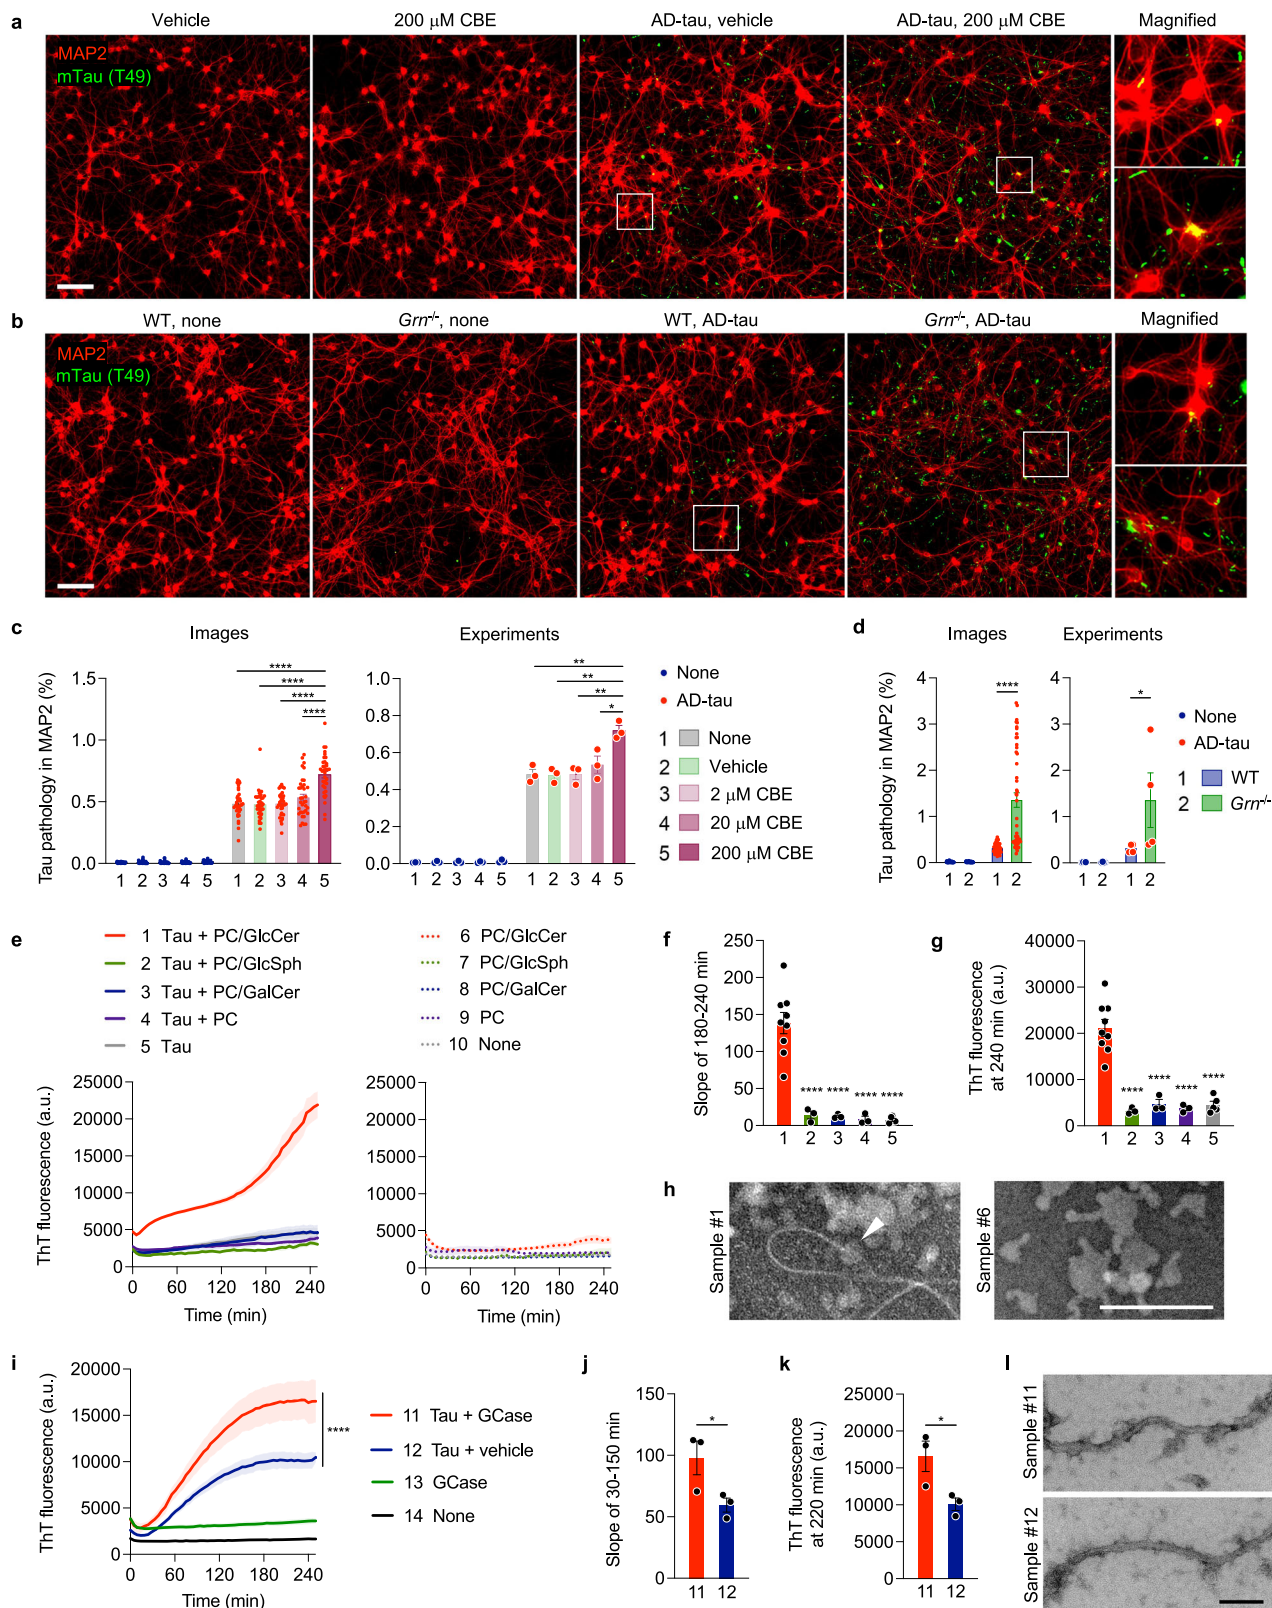 a
Vehicle
200 μM CBE
AD-tau, vehicle
AD-tau, 200 μM CBE
Magnified
MAP2
mTau (T49)
b
WT, none
Grn-/-, none
WT, AD-tau
Grn-/-, AD-tau
Magnified
MAP2
mTau (T49)
c
Images
Experiments
Tau pathology in MAP2 (%)
1.5
1.0
0.5
0.0
****
****
****
****
1 2 3 4 5 1 2 3 4 5
1.0
0.8
0.6
0.4
0.2
0.0
**
**
**
*
1 2 3 4 5 1 2 3 4 5
None
AD-tau
1 None
2 Vehicle
3 2 μM CBE
4 20 μM CBE
5 200 μM CBE
d
Images
Experiments
Tau pathology in MAP2 (%)
4
3
2
1
0
****
1 2 1 2
4
3
2
1
0
*
1 2 1 2
None
AD-tau
1 WT
2 Grn-/-
e
1 Tau + PC/GlcCer
2 Tau + PC/GlcSph
3 Tau + PC/GalCer
4 Tau + PC
5 Tau
6 PC/GlcCer
7 PC/GlcSph
8 PC/GalCer
9 PC
10 None
ThT fluorescence (a.u.)
25000
20000
15000
10000
5000
0
0 60 120 180 240
Time (min)
25000
20000
15000
10000
5000
0
0 60 120 180 240
Time (min)
f
Slope of 180-240 min
250
200
150
100
50
0
**** **** **** ****
1 2 3 4 5
g
ThT fluorescence
at 240 min (a.u.)
40000
30000
20000
10000
0
**** **** **** ****
1 2 3 4 5
h
Sample #1
Sample #6
i
ThT fluorescence (a.u.)
20000
15000
10000
5000
0
0 60 120 180 240
Time (min)
****
11 Tau + GCase
12 Tau + vehicle
13 GCase
14 None
j
Slope of 30-150 min
150
100
50
0
*
11 12
k
ThT fluorescence
at 220 min (a.u.)
25000
20000
15000
10000
5000
0
*
11 12
l
Sample #11
Sample #12